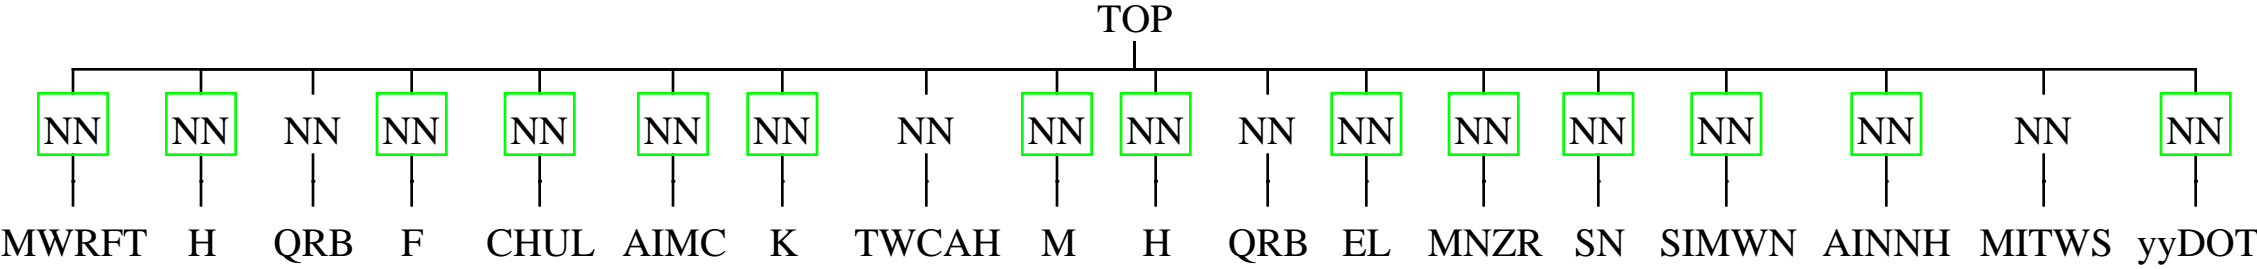 TOP
NN NN NN NN NN NN NN NN NN NN NN NN NN NN NN NN NN NN
MWRFT H QRB F CHUL AIMC K TWCAH M H QRB EL MNZR SN SIMWN AINNH MITWS yyDOT